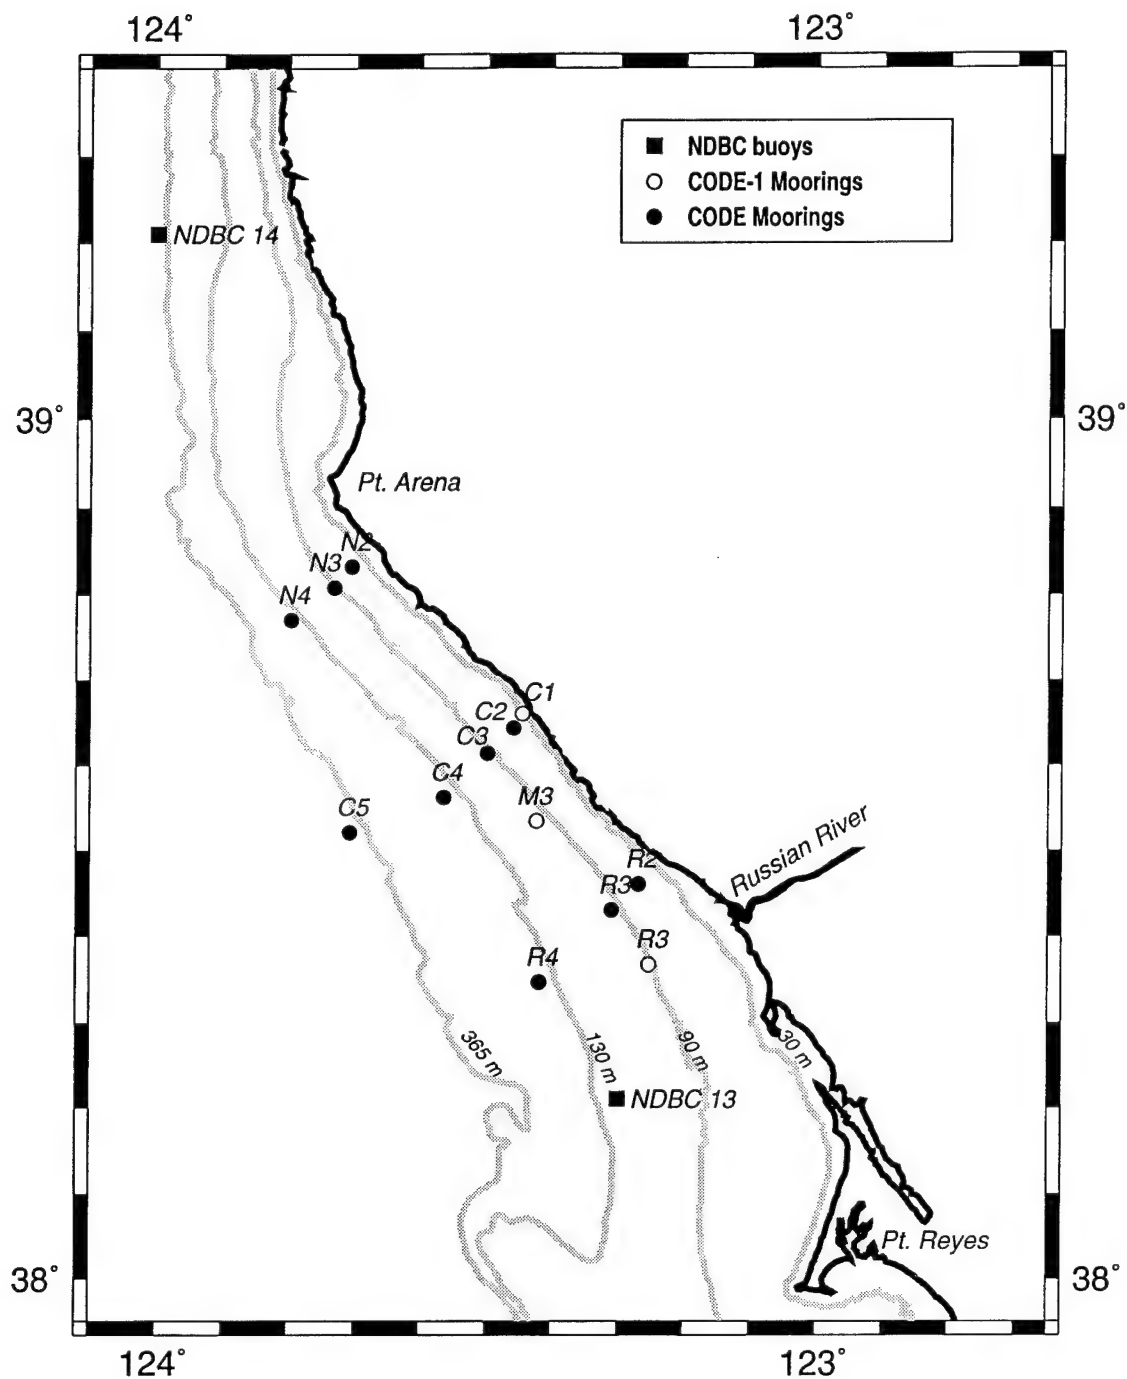 124°
123°
NDBC buoys
CODE-1 Moorings
CODE Moorings
NDBC 14
39°
39°
Pt. Arena
N2
N3
N4
C1
C2
C3
C4
M3
C5
Russian River
R2
R3
R3
R4
365 m
130 m
90 m
30 m
NDBC 13
Pt. Reyes
38°
38°
124°
123°